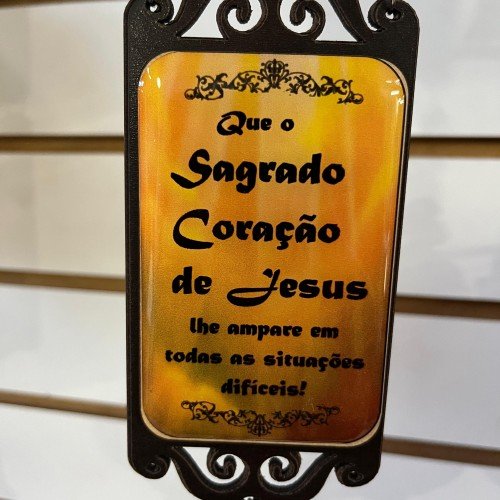 Que o
Sagrado
Coração
de Jesus
lhe ampare em
todas as situações
difíceis!